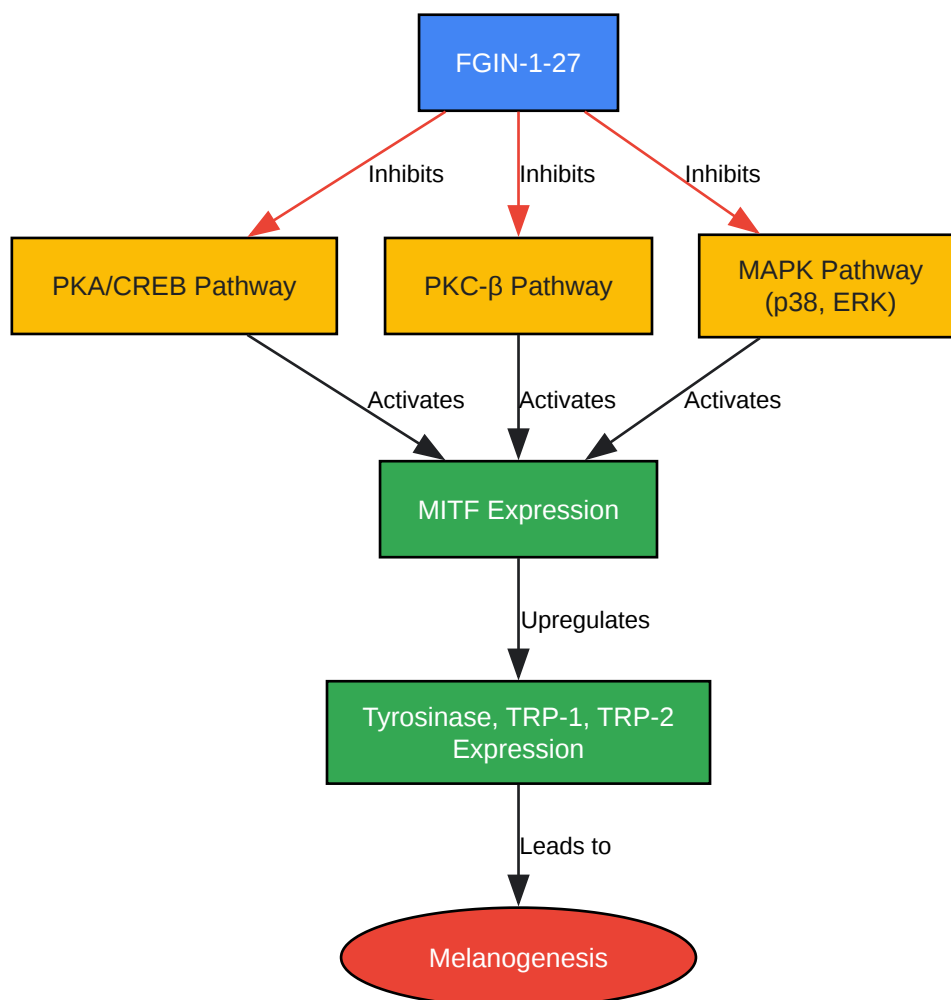 FGIN-1-27
Inhibits
Inhibits
Inhibits
PKA/CREB Pathway
PKC-β Pathway
MAPK Pathway
(p38, ERK)
Activates
Activates
Activates
MITF Expression
Upregulates
Tyrosinase, TRP-1, TRP-2
Expression
Leads to
Melanogenesis